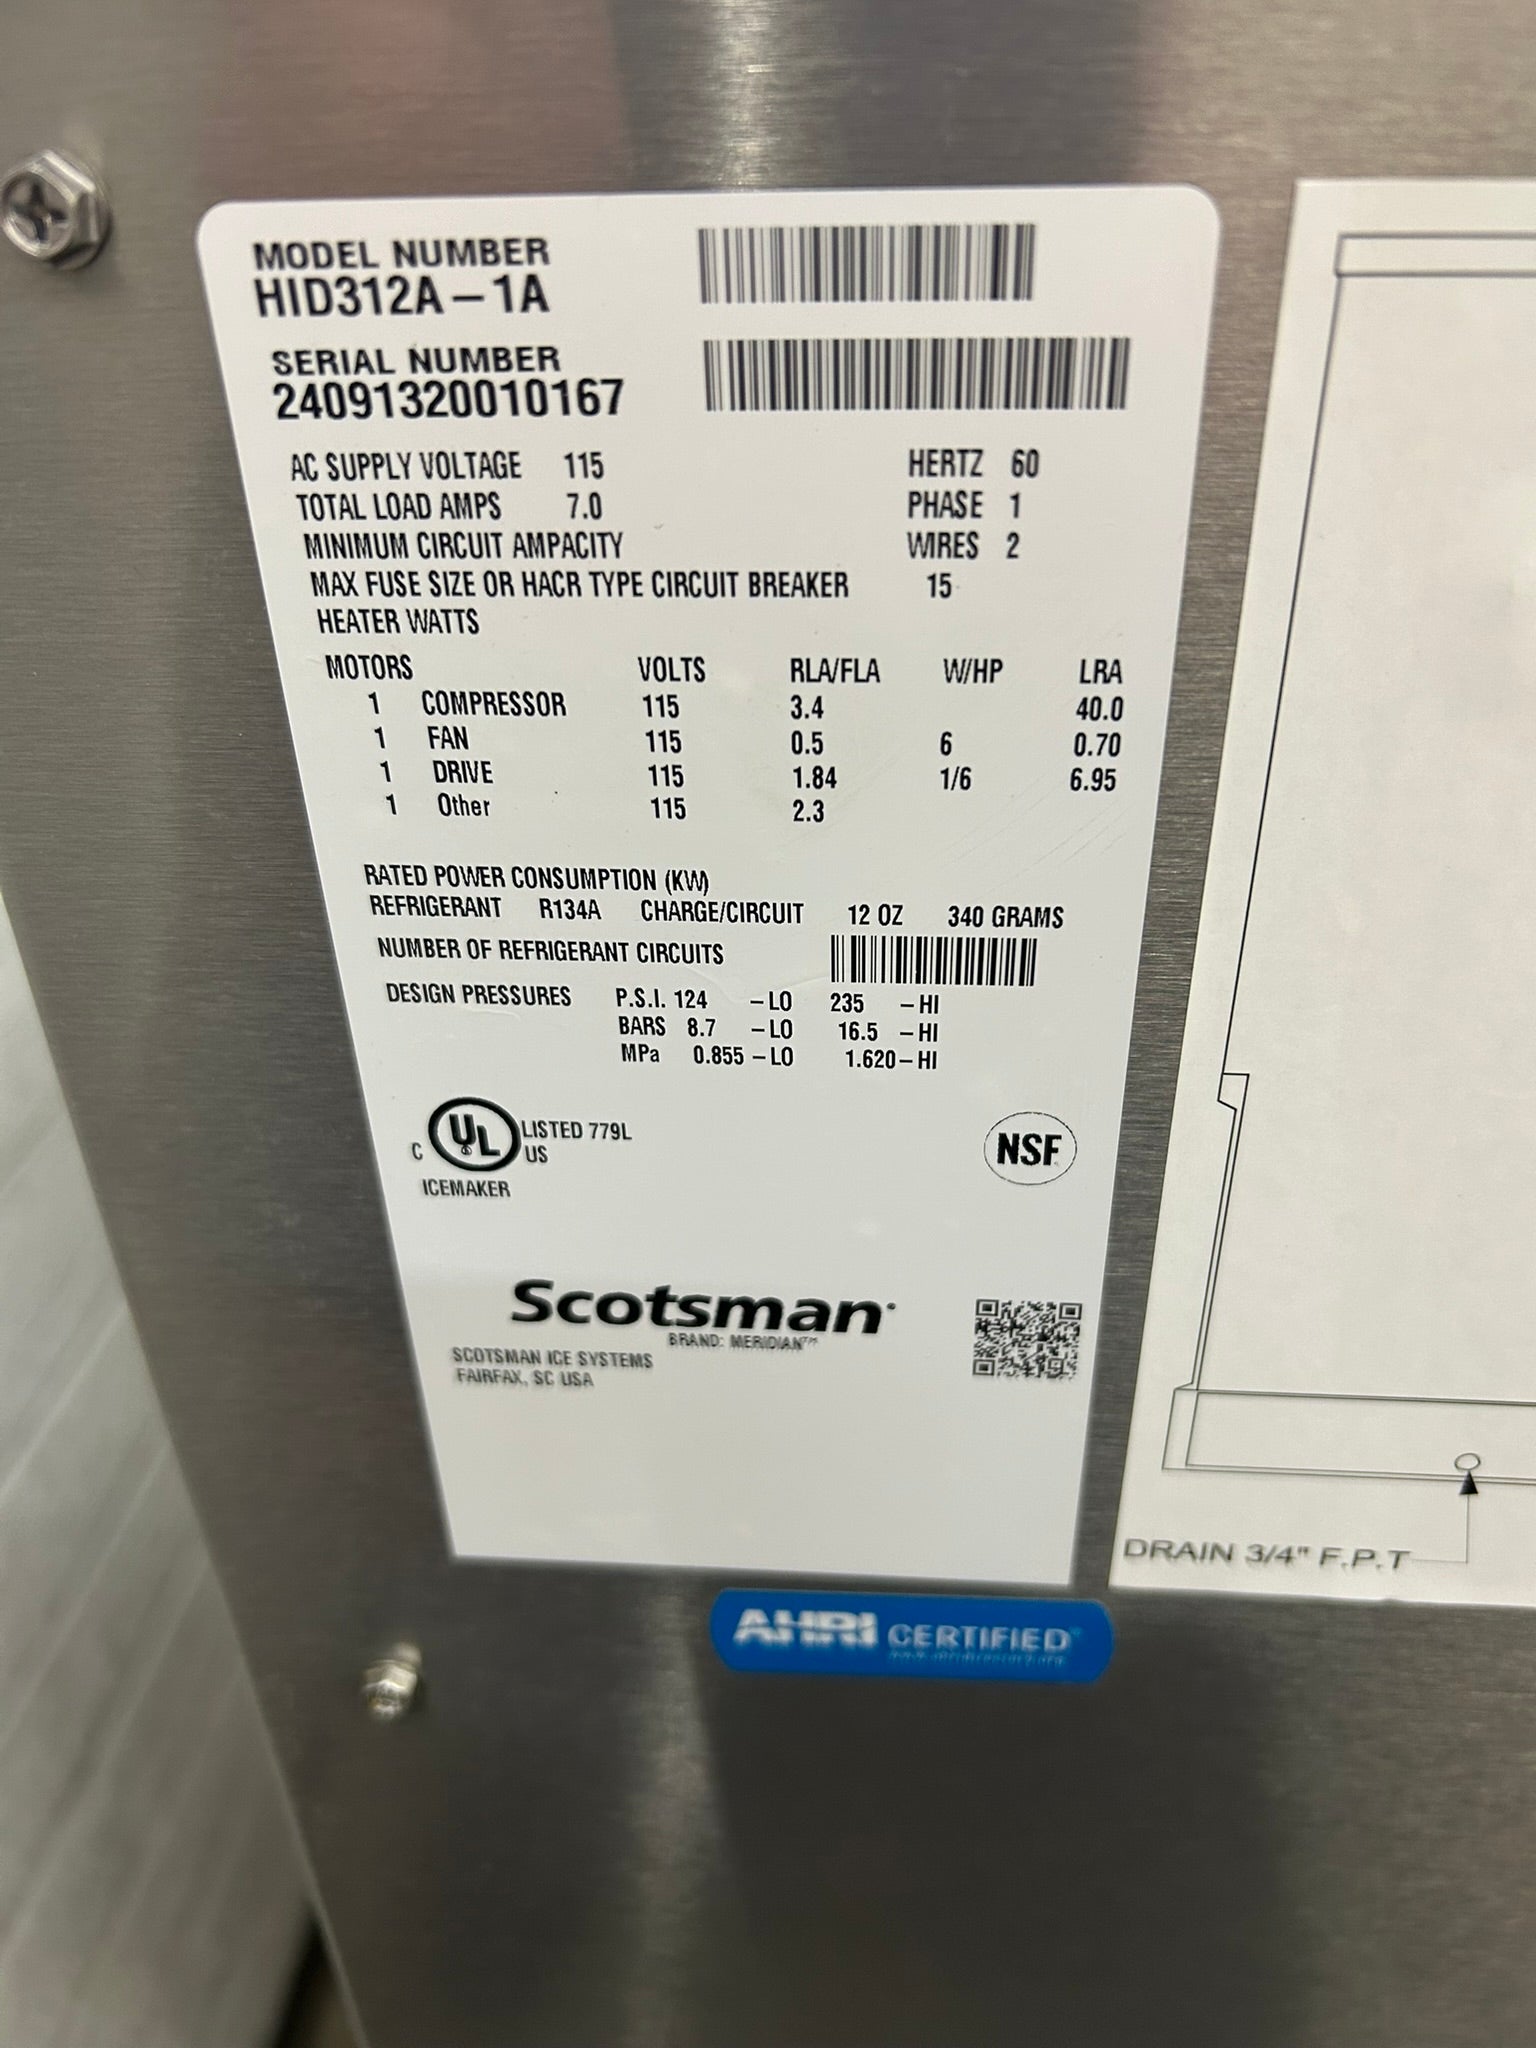 MODEL NUMBER
HID312A-1A
SERIAL NUMBER
24091320010167
AC SUPPLY VOLTAGE 115 HERTZ 60
TOTAL LOAD AMPS 7.0 PHASE 1
MINIMUM CIRCUIT AMPACITY WIRES 2
MAX FUSE SIZE OR HACR TYPE CIRCUIT BREAKER 15
HEATER WATTS
MOTORS VOLTS RLA/FLA W/HP LRA
1 COMPRESSOR 115 3.4 40.0
1 FAN 115 0.5 6 0.70
1 DRIVE 115 1.84 1/6 6.95
1 Other 115 2.3
RATED POWER CONSUMPTION (KW)
REFRIGERANT R134A CHARGE/CIRCUIT 12 OZ 340 GRAMS
NUMBER OF REFRIGERANT CIRCUITS
DESIGN PRESSURES P.S.I. 124 -LO 235 -HI
BARS 8.7 -LO 16.5 -HI
MPa 0.855 -LO 1.620-HI
C UL LISTED 779L
US
ICEMAKER
NSF
Scotsman
BRAND: MERIDIAN™
SCOTSMAN ICE SYSTEMS
FAIRFAX, SC USA
DRAIN 3/4" F.P.T
AHRI CERTIFIED